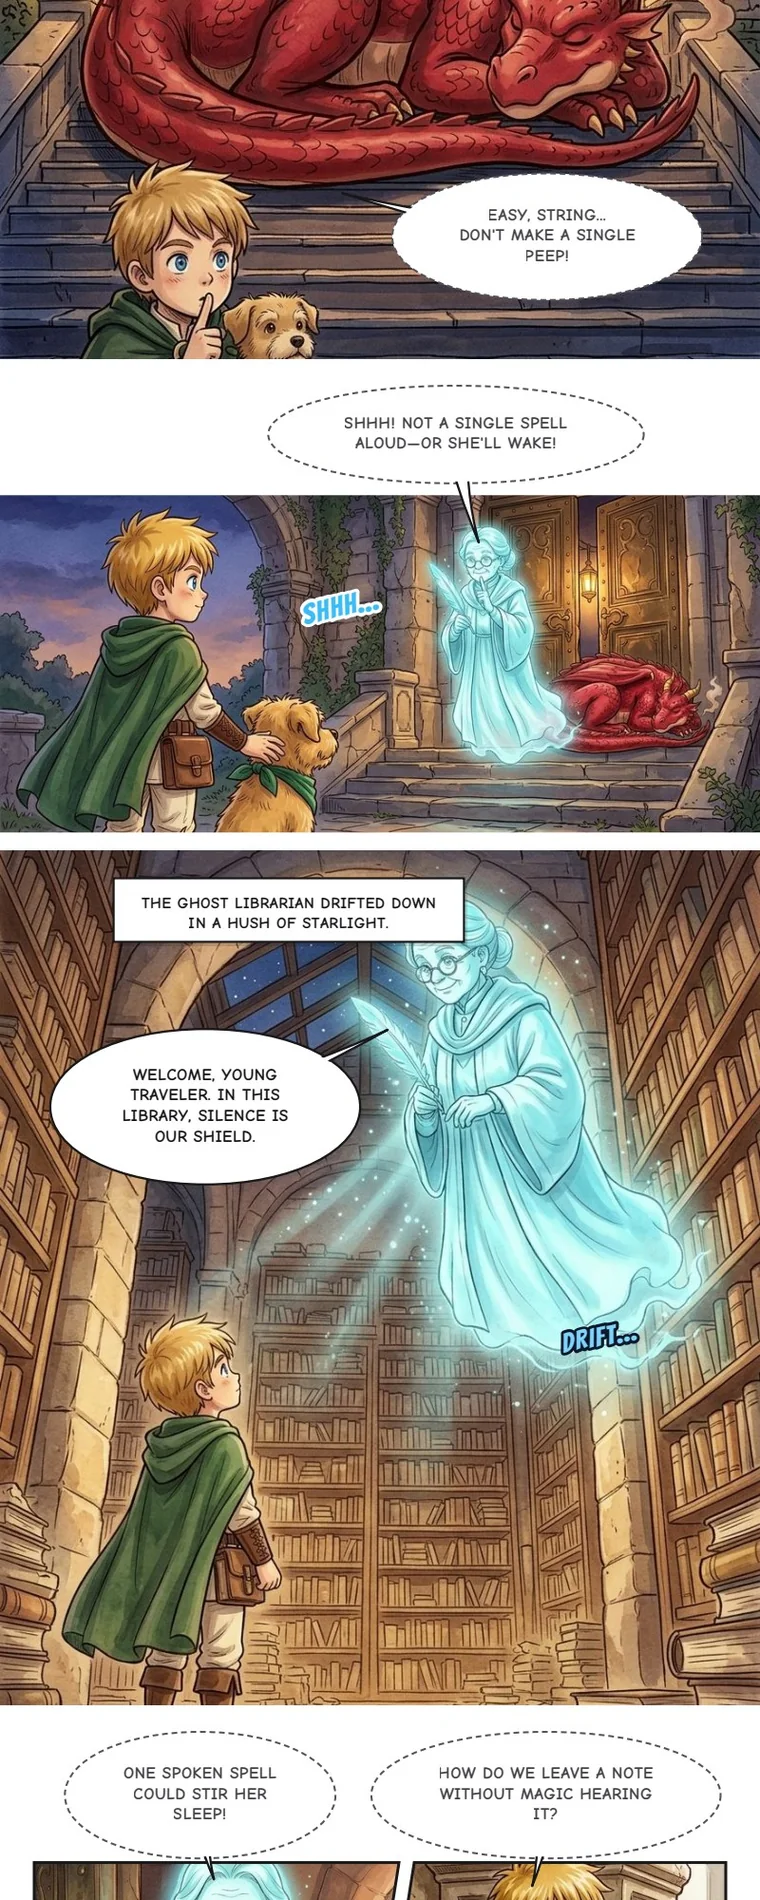 EASY, STRING...
DON'T MAKE A SINGLE
PEEP!
SHHH! NOT A SINGLE SPELL
ALOUD—OR SHE'LL WAKE!
SHHH...
THE GHOST LIBRARIAN DRIFTED DOWN
IN A HUSH OF STARLIGHT.
WELCOME, YOUNG
TRAVELER. IN THIS
LIBRARY, SILENCE IS
OUR SHIELD.
DRIFT...
ONE SPOKEN SPELL
COULD STIR HER
SLEEP!
HOW DO WE LEAVE A NOTE
WITHOUT MAGIC HEARING
IT?